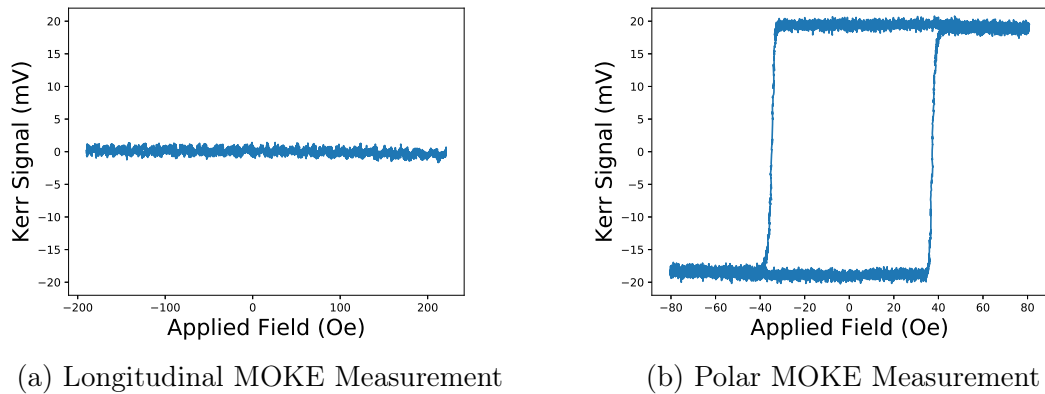 20
15
10
5
0
−5
−10
−15
−20
Kerr Signal (mV)
−200 −100 0 100 200
Applied Field (Oe)
(a) Longitudinal MOKE Measurement
20
15
10
5
0
−5
−10
−15
−20
Kerr Signal (mV)
−80 −60 −40 −20 0 20 40 60 80
Applied Field (Oe)
(b) Polar MOKE Measurement